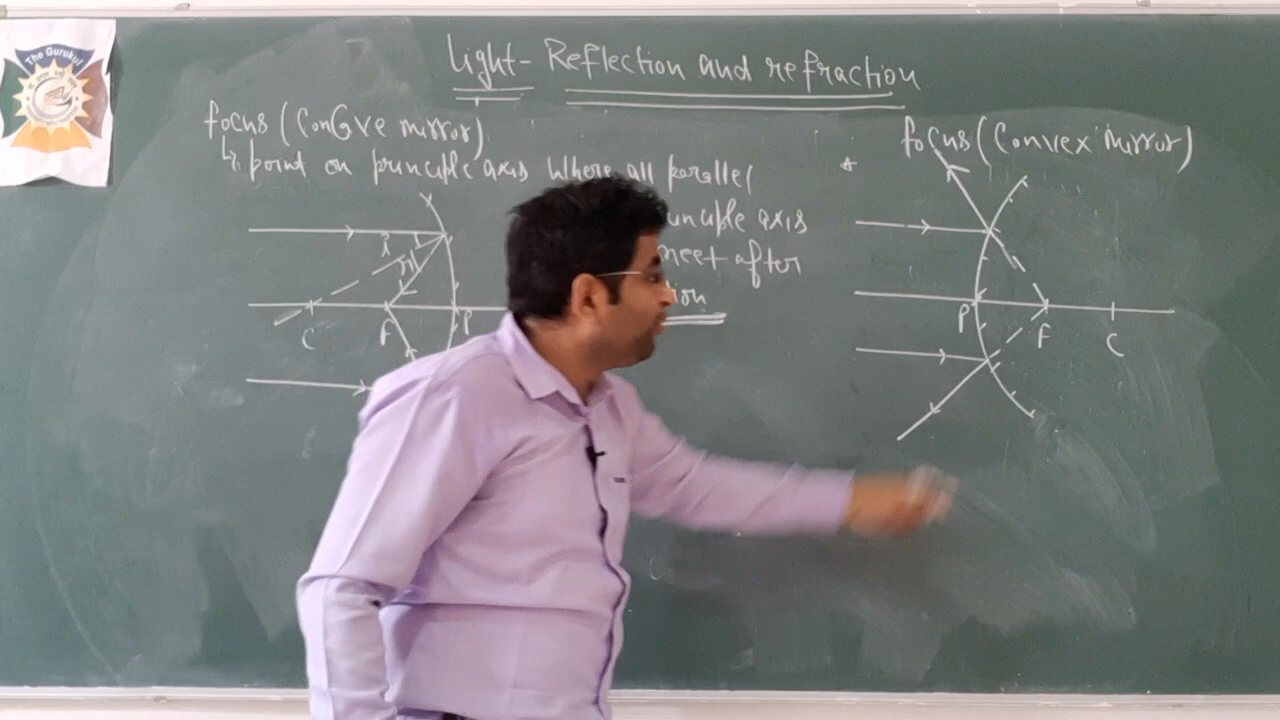 The Gurukul
Light - Reflection and refraction
focus (Concave mirror)
point on principle axis where all parallel
principle axis
meet after
i
r
C
F
P
focus (Convex mirror)
P
F
C